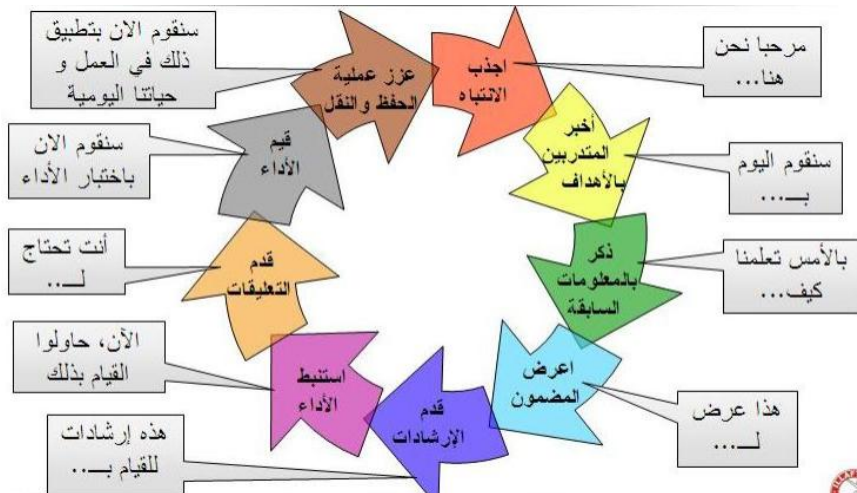 اجذب
الانتباه
مرحبا نحن
هنا...
أخبر
المتدربين
بالأهداف
سنقوم اليوم
بـــ...
ذكر
بالمعلومات
السابقة
بالأمس تعلمنا
كيف...
اعرض
المضمون
هذا عرض
لـــ...
قدم
الإرشادات
هذه إرشادات
للقيام بـــ..
استنبط
الأداء
الآن، حاولوا
القيام بذلك
قدم
التعليقات
أنت تحتاج
لـــ..
قيم
الأداء
سنقوم الان
باختبار الأداء
عزز عملية
الحفظ والنقل
سنقوم الان بتطبيق
ذلك في العمل و
حياتنا اليومية
ILLAF